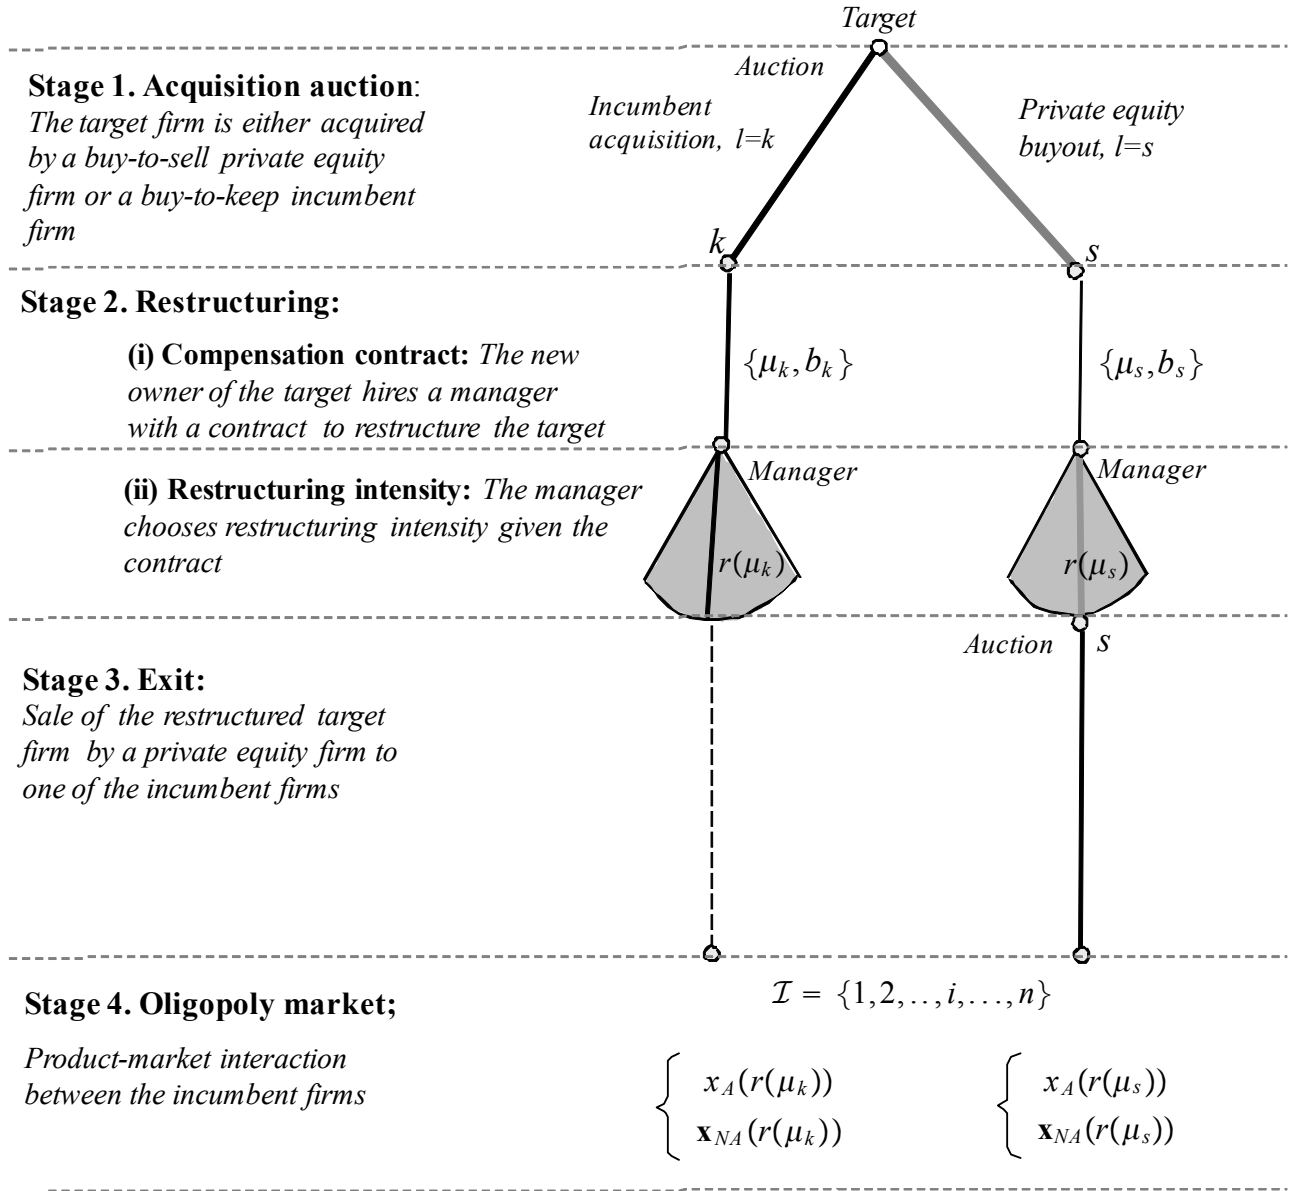 Target
Auction
Stage 1. Acquisition auction:
The target firm is either acquired
by a buy-to-sell private equity
firm or a buy-to-keep incumbent
firm
Incumbent
acquisition, l=k
Private equity
buyout, l=s
k
s
Stage 2. Restructuring:
(i) Compensation contract: The new
owner of the target hires a manager
with a contract to restructure the target
{μk, bk}
{μs, bs}
(ii) Restructuring intensity: The manager
chooses restructuring intensity given the
contract
Manager
r(μk)
Manager
r(μs)
Auction
s
Stage 3. Exit:
Sale of the restructured target
firm by a private equity firm to
one of the incumbent firms
Stage 4. Oligopoly market;
Product-market interaction
between the incumbent firms
ℐ = {1,2,..,i,...,n}
xA(r(μk))
xNA(r(μk))
xA(r(μs))
xNA(r(μs))